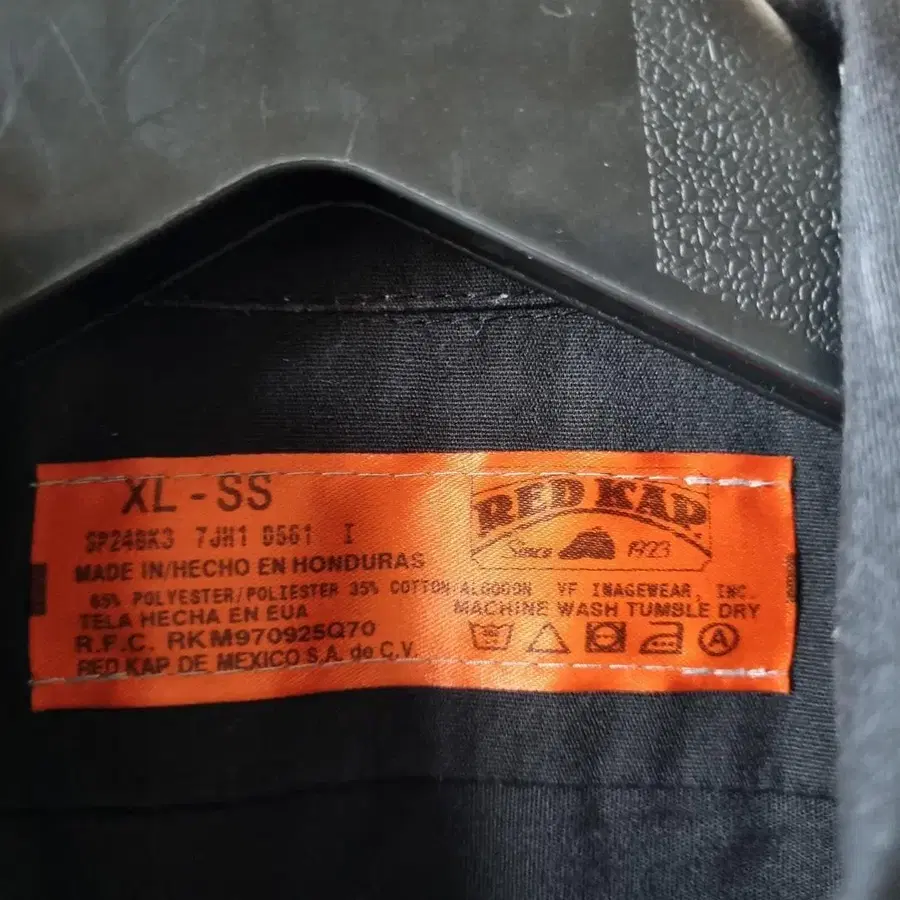 XL - SS
SP24BK3 7JH1 0561 I
MADE IN/HECHO EN HONDURAS
65% POLYESTER/POLIESTER 35% COTTON-ALGODON VF IMAGEWEAR, INC.
TELA HECHA EN EUA
R.F.C. RKM970925Q70
RED KAP DE MEXICO S.A. de C.V.
RED KAP
Since 1923
MACHINE WASH TUMBLE DRY
A